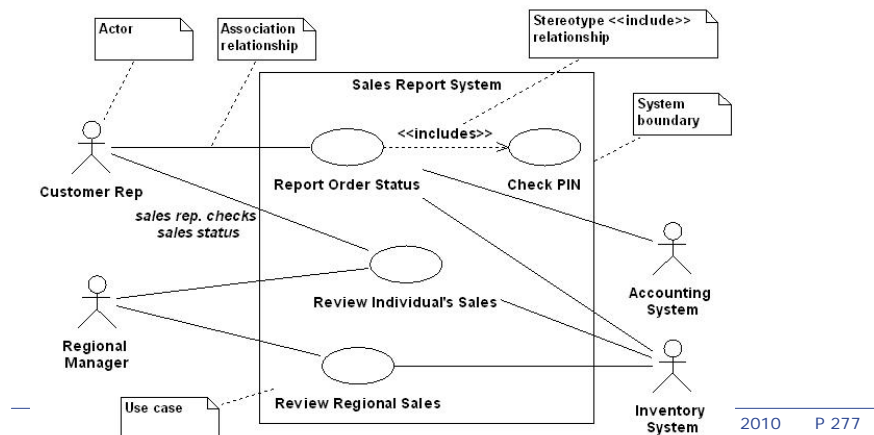 Actor
Association
relationship
Stereotype <<include>>
relationship
Sales Report System
System
boundary
<<includes>>
Customer Rep
Report Order Status
Check PIN
sales rep. checks
sales status
Review Individual's Sales
Accounting
System
Regional
Manager
Use case
Review Regional Sales
Inventory
System
2010 P 277